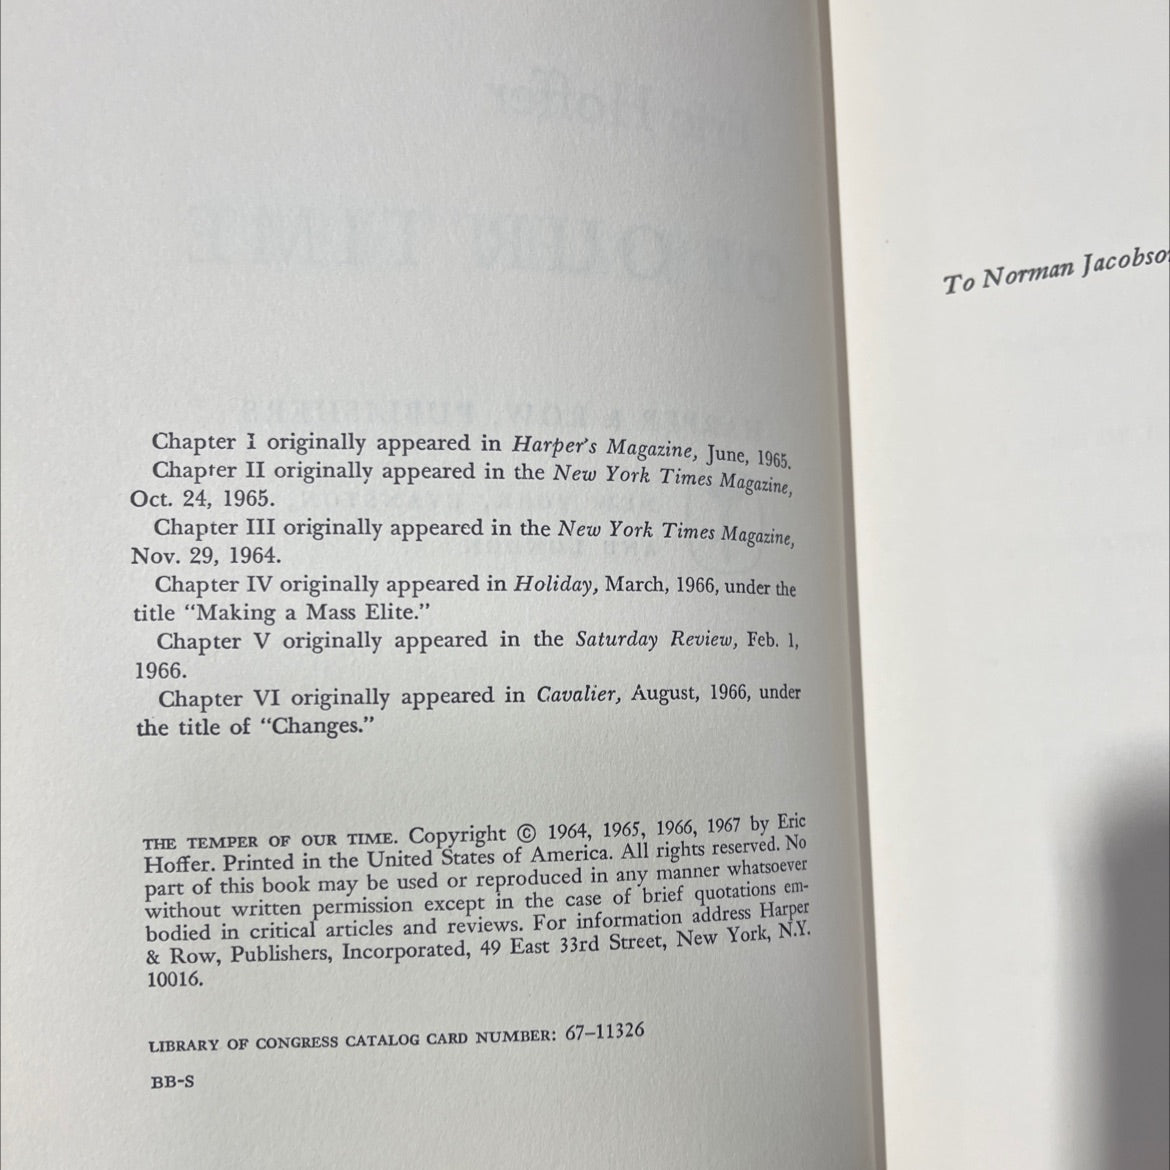 Chapter I originally appeared in Harper's Magazine, June, 1965.
Chapter II originally appeared in the New York Times Magazine,
Oct. 24, 1965.
Chapter III originally appeared in the New York Times Magazine,
Nov. 29, 1964.
Chapter IV originally appeared in Holiday, March, 1966, under the
title “Making a Mass Elite.”
Chapter V originally appeared in the Saturday Review, Feb. 1,
1966.
Chapter VI originally appeared in Cavalier, August, 1966, under
the title of “Changes.”
THE TEMPER OF OUR TIME. Copyright © 1964, 1965, 1966, 1967 by Eric
Hoffer. Printed in the United States of America. All rights reserved. No
part of this book may be used or reproduced in any manner whatsoever
without written permission except in the case of brief quotations em-
bodied in critical articles and reviews. For information address Harper
& Row, Publishers, Incorporated, 49 East 33rd Street, New York, N.Y.
10016.
LIBRARY OF CONGRESS CATALOG CARD NUMBER: 67–11326
BB-S
To Norman Jacobso